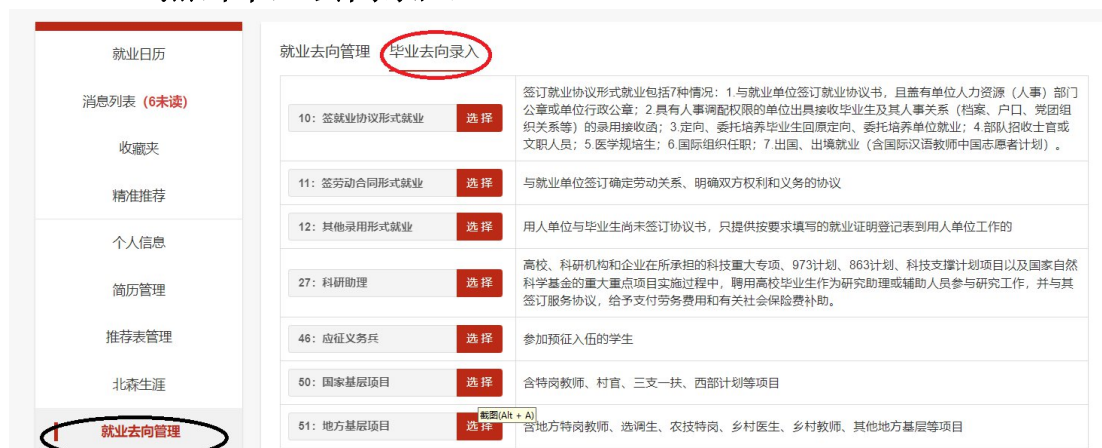 就业日历
消息列表 (6未读)
收藏夹
精准推荐
个人信息
简历管理
推荐表管理
北森生涯
就业去向管理
就业去向管理 毕业去向录入
10: 签就业协议形式就业 选择
签订就业协议形式就业包括7种情况：1.与就业单位签订就业协议书，且盖有单位人力资源（人事）部门
公章或单位行政公章；2.具有人事调配权限的单位出具接收毕业生及其人事关系（档案、户口、党团组
织关系等）的录用接收函；3.定向、委托培养毕业生回原定向、委托培养单位就业；4.部队招收士官或
文职人员；5.医学规培生；6.国际组织任职；7.出国、出境就业（含国际汉语教师中国志愿者计划）。
11: 签劳动合同形式就业 选择 与就业单位签订确定劳动关系、明确双方权利和义务的协议
12: 其他录用形式就业 选择 用人单位与毕业生尚未签订协议书，只提供按要求填写的就业证明登记表到用人单位工作的
27: 科研助理 选择
高校、科研机构和企业在所承担的科技重大专项、973计划、863计划、科技支撑计划项目以及国家自然
科学基金的重大重点项目实施过程中，聘用高校毕业生作为研究助理或辅助人员参与研究工作，并与其
签订服务协议，给予支付劳务费用和有关社会保险费补助。
46: 应征义务兵 选择 参加预征入伍的学生
50: 国家基层项目 选择 含特岗教师、村官、三支一扶、西部计划等项目
截图(Alt + A)
51: 地方基层项目 选择 含地方特岗教师、选调生、农技特岗、乡村医生、乡村教师、其他地方基层等项目